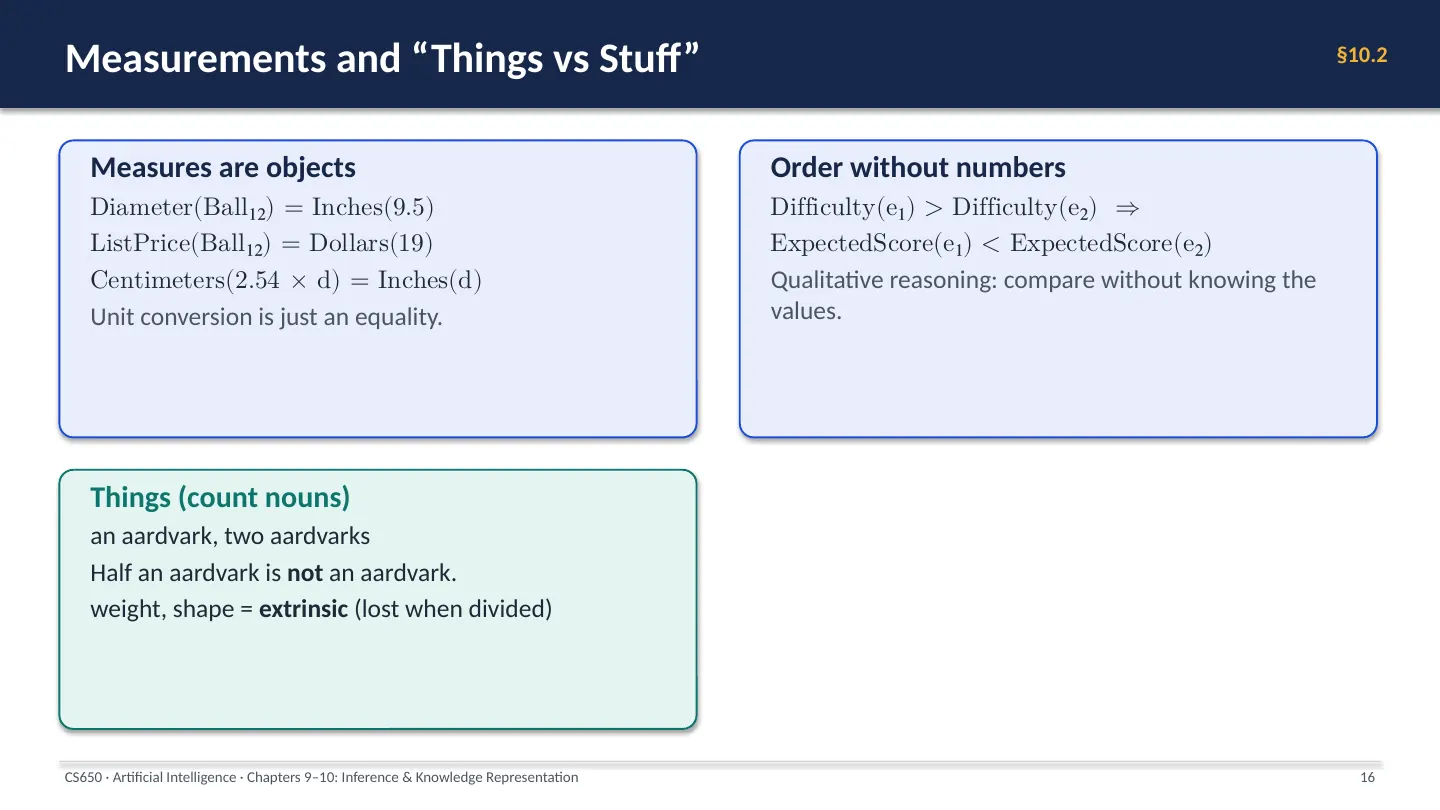 Measurements and “Things vs Stuff”
§10.2
Measures are objects
Diameter(Ball₁₂) = Inches(9.5)
ListPrice(Ball₁₂) = Dollars(19)
Centimeters(2.54 × d) = Inches(d)
Unit conversion is just an equality.
Order without numbers
Difficulty(e₁) > Difficulty(e₂) ⇒
ExpectedScore(e₁) < ExpectedScore(e₂)
Qualitative reasoning: compare without knowing the
values.
Things (count nouns)
an aardvark, two aardvarks
Half an aardvark is not an aardvark.
weight, shape = extrinsic (lost when divided)
CS650 · Artificial Intelligence · Chapters 9–10: Inference & Knowledge Representation
16